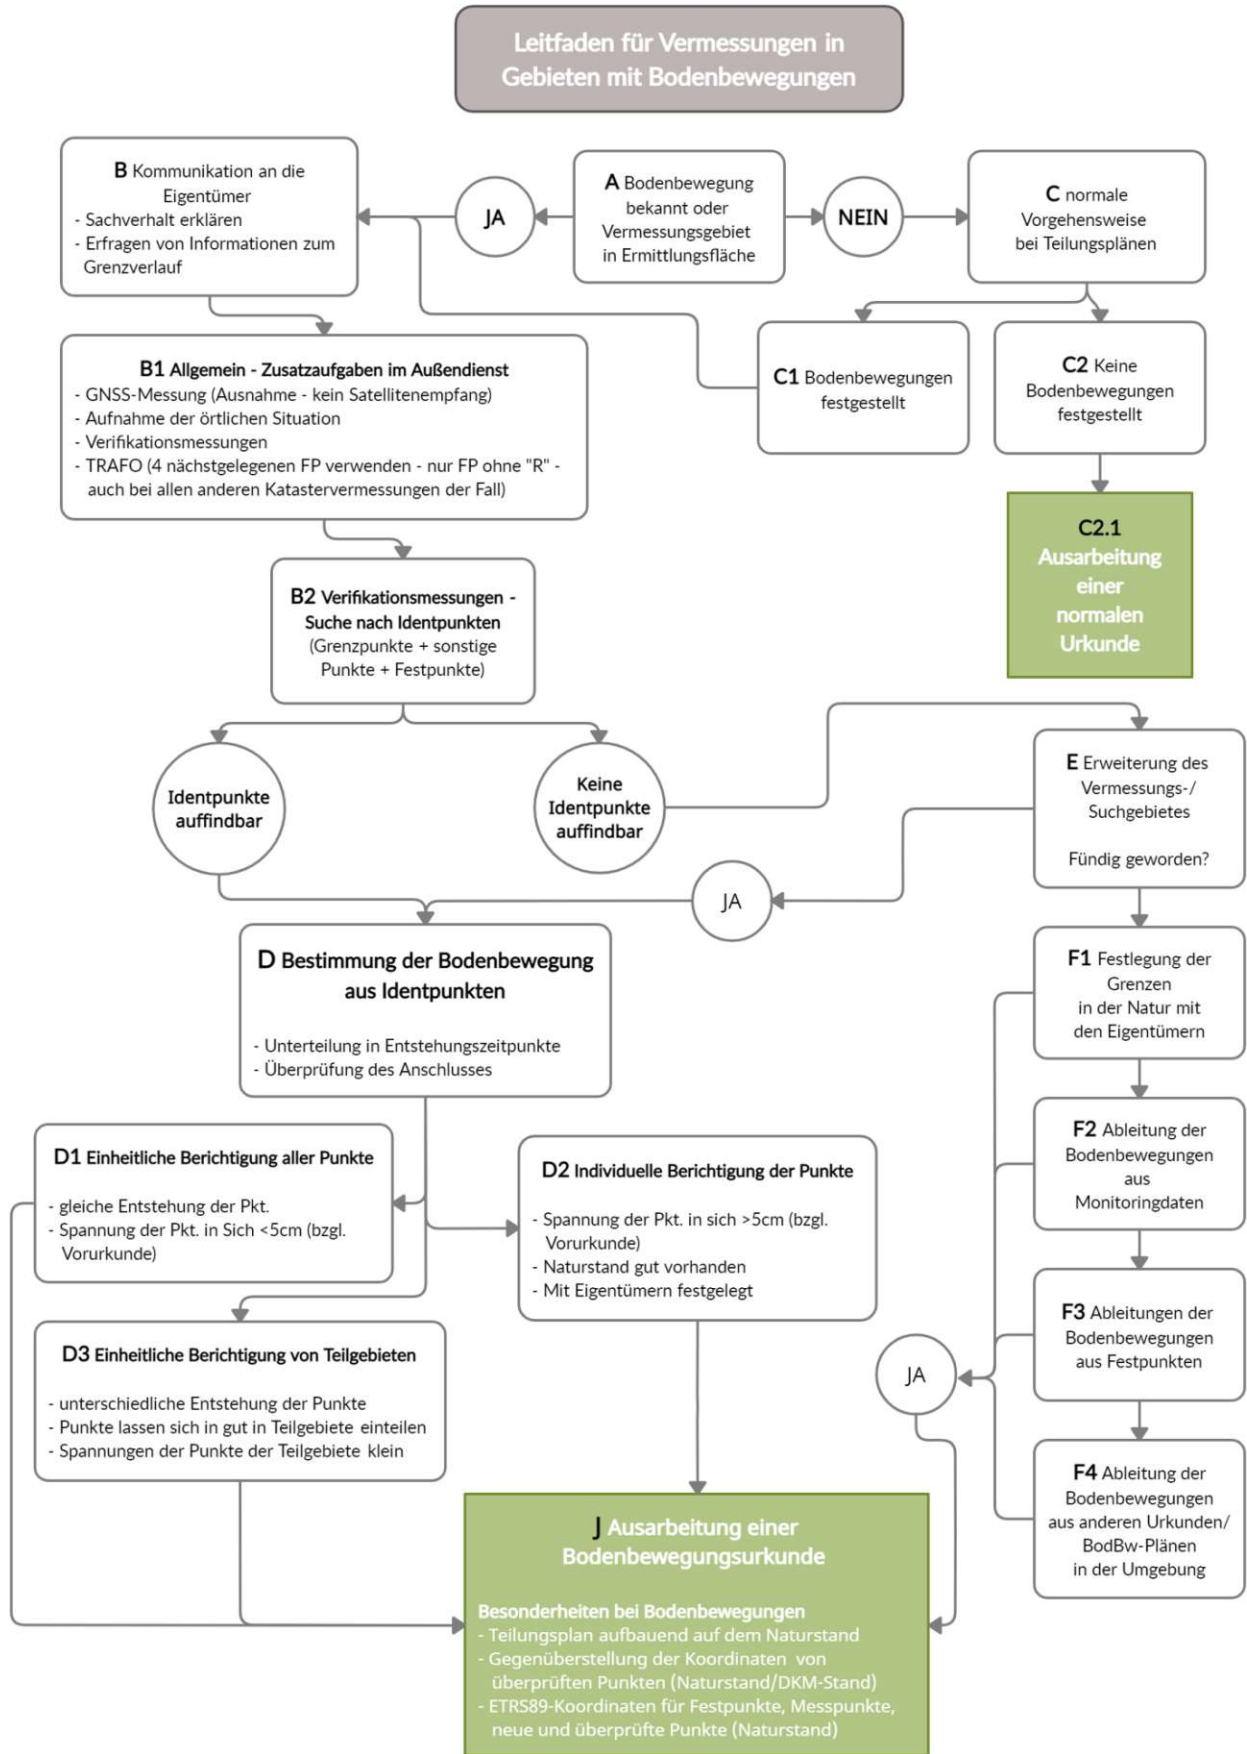 Leitfaden für Vermessungen in
Gebieten mit Bodenbewegungen
B Kommunikation an die
Eigentümer
- Sachverhalt erklären
- Erfragen von Informationen zum
Grenzverlauf
JA
A Bodenbewegung
bekannt oder
Vermessungsgebiet
in Ermittlungsfläche
NEIN
C normale
Vorgehensweise
bei Teilungsplänen
B1 Allgemein - Zusatzaufgaben im Außendienst
- GNSS-Messung (Ausnahme - kein Satellitenempfang)
- Aufnahme der örtlichen Situation
- Verifikationsmessungen
- TRAFO (4 nächstgelegenen FP verwenden - nur FP ohne "R" -
auch bei allen anderen Katastervermessungen der Fall)
C1 Bodenbewegungen
festgestellt
C2 Keine
Bodenbewegungen
festgestellt
C2.1
Ausarbeitung
einer
normalen
Urkunde
B2 Verifikationsmessungen -
Suche nach Identpunkten
(Grenzpunkte + sonstige
Punkte + Festpunkte)
Identpunkte
auffindbar
Keine
Identpunkte
auffindbar
E Erweiterung des
Vermessungs-/
Suchgebietes
Fündig geworden?
JA
D Bestimmung der Bodenbewegung
aus Identpunkten
- Unterteilung in Entstehungszeitpunkte
- Überprüfung des Anschlusses
F1 Festlegung der
Grenzen
in der Natur mit
den Eigentümern
D1 Einheitliche Berichtigung aller Punkte
- gleiche Entstehung der Pkt.
- Spannung der Pkt. in Sich <5cm (bzgl.
Vorurkunde)
D2 Individuelle Berichtigung der Punkte
- Spannung der Pkt. in sich >5cm (bzgl.
Vorurkunde)
- Naturstand gut vorhanden
- Mit Eigentümern festgelegt
F2 Ableitung der
Bodenbewegungen
aus
Monitoringdaten
D3 Einheitliche Berichtigung von Teilgebieten
- unterschiedliche Entstehung der Punkte
- Punkte lassen sich in gut in Teilgebiete einteilen
- Spannungen der Punkte der Teilgebiete klein
F3 Ableitungen der
Bodenbewegungen
aus Festpunkten
JA
F4 Ableitung der
Bodenbewegungen
aus anderen Urkunden/
BodBw-Plänen
in der Umgebung
J Ausarbeitung einer
Bodenbewegungsurkunde
Besonderheiten bei Bodenbewegungen
- Teilungsplan aufbauend auf dem Naturstand
- Gegenüberstellung der Koordinaten von
überprüften Punkten (Naturstand/DKM-Stand)
- ETRS89-Koordinaten für Festpunkte, Messpunkte,
neue und überprüfte Punkte (Naturstand)